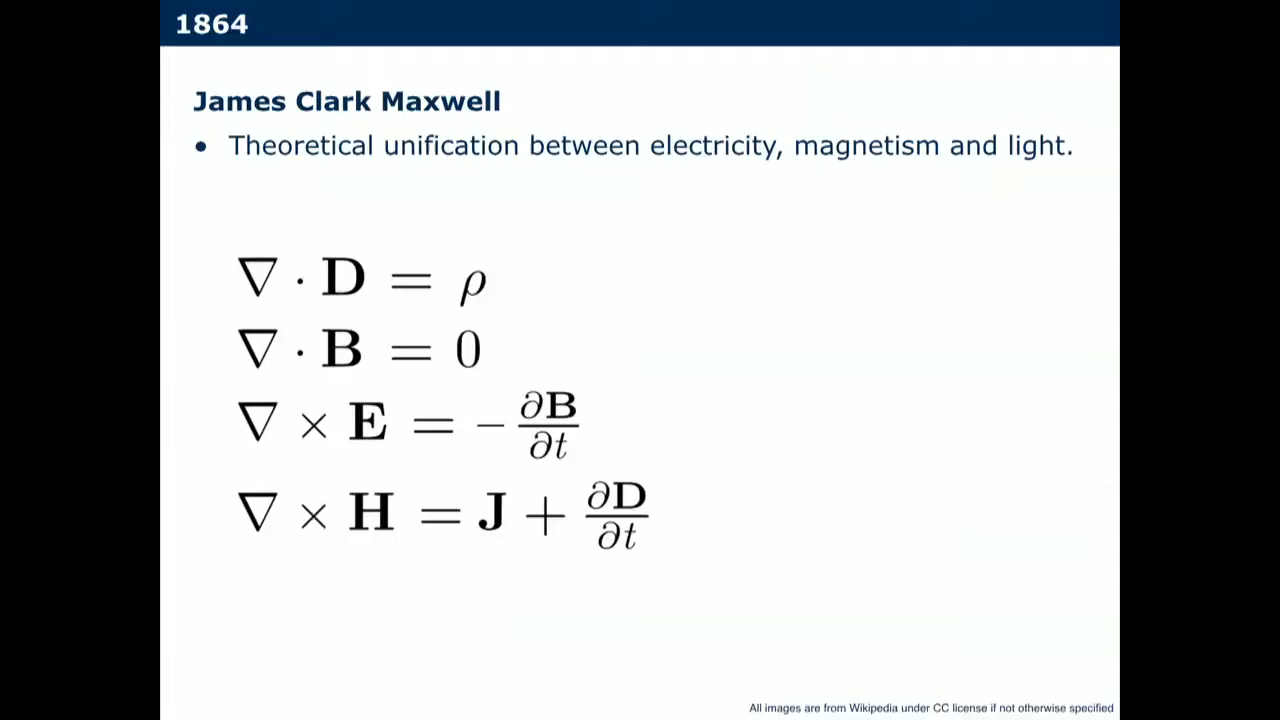 1864
James Clark Maxwell
• Theoretical unification between electricity, magnetism and light.
∇ · D = ρ
∇ · B = 0
∇ × E = − ∂B/∂t
∇ × H = J + ∂D/∂t
All images are from Wikipedia under CC license if not otherwise specified